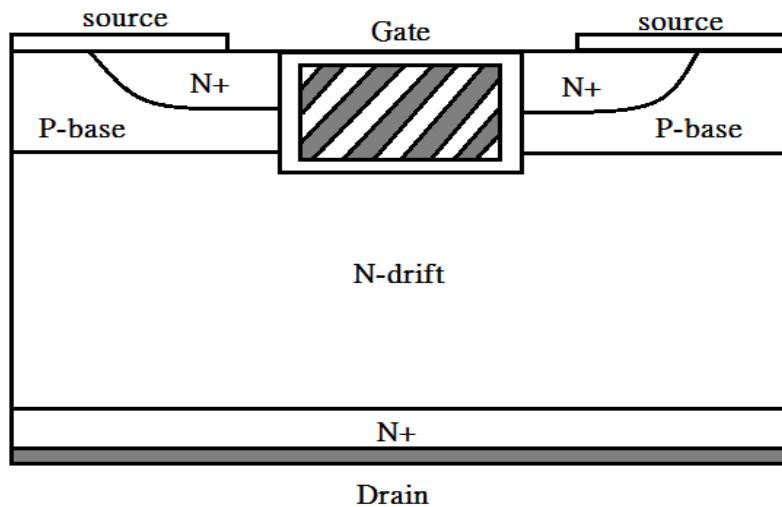 source
Gate
source
N+
N+
P-base
P-base
N-drift
N+
Drain